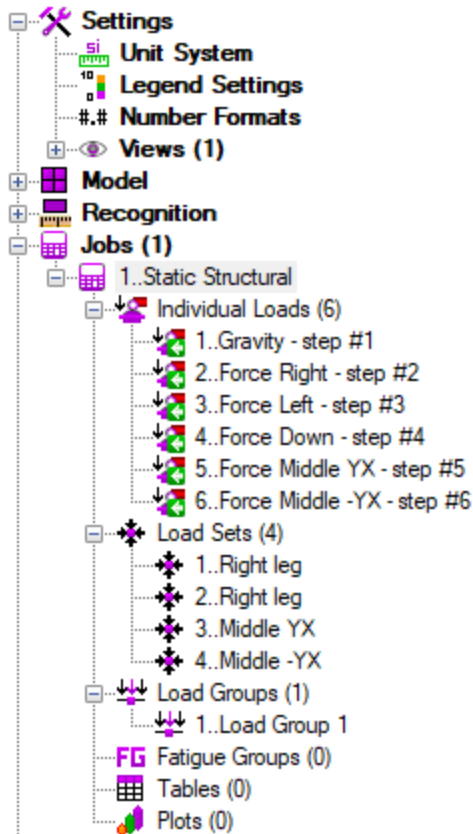 Settings
si
Unit System
10
0
Legend Settings
#.# Number Formats
Views (1)
Model
Recognition
Jobs (1)
1..Static Structural
Individual Loads (6)
1..Gravity - step #1
2..Force Right - step #2
3..Force Left - step #3
4..Force Down - step #4
5..Force Middle YX - step #5
6..Force Middle -YX - step #6
Load Sets (4)
1..Right leg
2..Right leg
3..Middle YX
4..Middle -YX
Load Groups (1)
1..Load Group 1
FG Fatigue Groups (0)
Tables (0)
Plots (0)